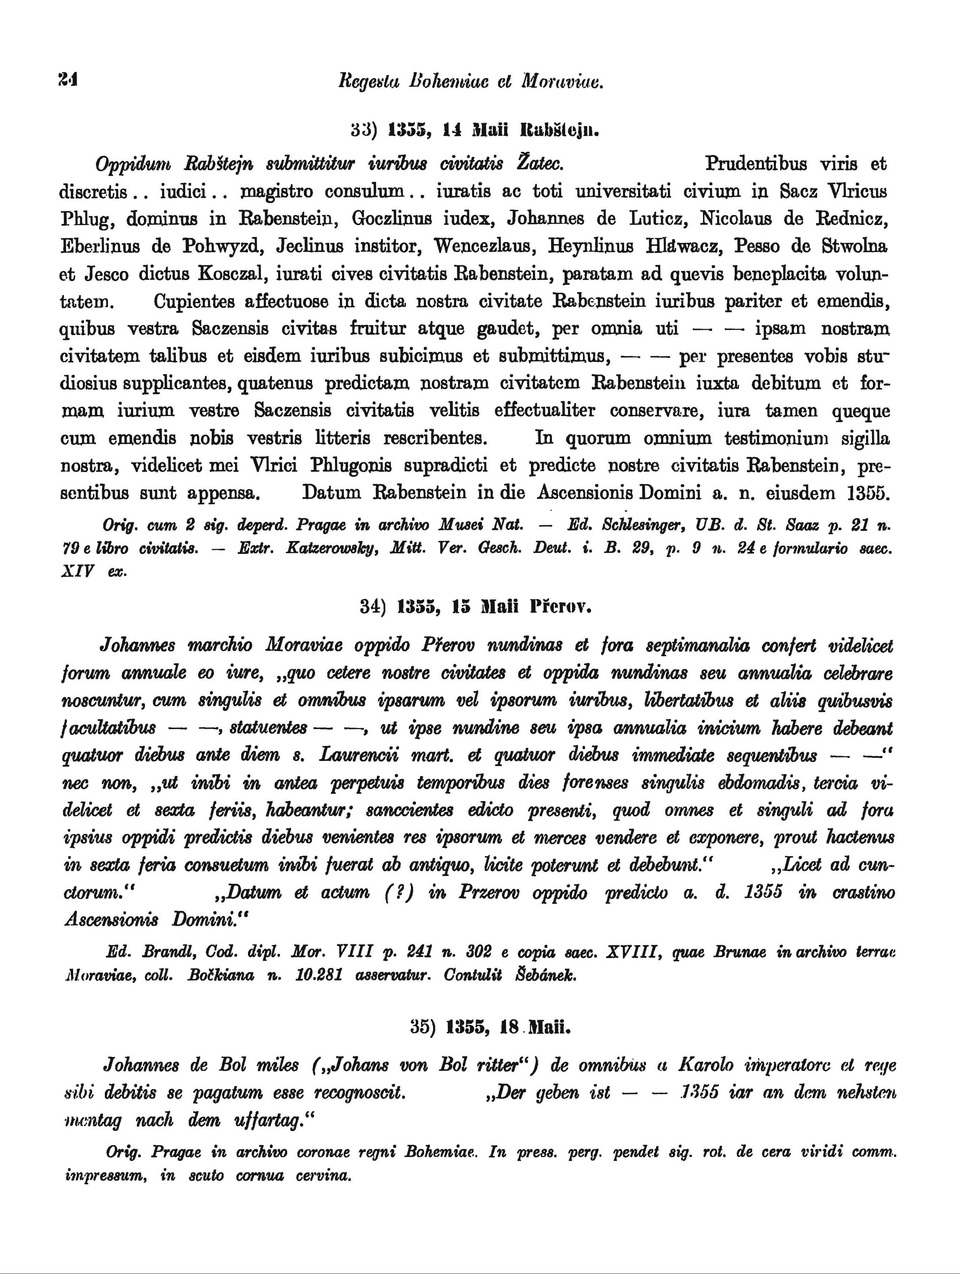 24
Regesta Bohemiae et Moraviae.
33) 1355, 14 Maii Rabštejn.
Oppidum Rabštejn submittitur iuribus civitatis Žatec. Prudentibus viris et
discretis . . iudici . . magistro consulum . . iuratis ac toti universitati civium in Sacz Vlricus
Phlug, dominus in Rabenstein, Goczlinus iudex, Johannes de Luticz, Nicolaus de Rednicz,
Eberlinus de Pohwyzd, Jeclinus institor, Wencezlaus, Heynlinus Hláwacz, Pesso de Stwolna
et Jesco dictus Kosczal, iurati cives civitatis Rabenstein, paratam ad quevis beneplacita volun-
tatem. Cupientes affectuose in dicta nostra civitate Rabenstein iuribus pariter et emendis,
quibus vestra Saczensis civitas fruitur atque gaudet, per omnia uti — — ipsam nostram
civitatem talibus et eisdem iuribus subicimus et submittimus, — — per presentes vobis stu-
diosius supplicantes, quatenus predictam nostram civitatem Rabenstein iuxta debitum et for-
mam iurium vestre Saczensis civitatis velitis effectualiter conservare, iura tamen queque
cum emendis nobis vestris litteris rescribentes. In quorum omnium testimonium sigilla
nostra, videlicet mei Vlrici Phlugonis supradicti et predicte nostre civitatis Rabenstein, pre-
sentibus sunt appensa. Datum Rabenstein in die Ascensionis Domini a. n. eiusdem 1355.
Orig. cum 2 sig. deperd. Pragae in archivo Musei Nat. — Ed. Schlesinger, UB. d. St. Saaz p. 21 n.
79 e libro civitatis. — Extr. Katzerowsky, Mitt. Ver. Gesch. Deut. i. B. 29, p. 9 n. 24 e formulario saec.
XIV ex.
34) 1355, 15 Maii Přerov.
Johannes marchio Moraviae oppido Přerov nundinas et fora septimanalia confert videlicet
forum annuale eo iure, „quo cetere nostre civitates et oppida nundinas seu annualia celebrare
noscuntur, cum singulis et omnibus ipsarum vel ipsorum iuribus, libertatibus et aliis quibusvis
facultatibus — —, statuentes — —, ut ipse nundine seu ipsa annualia inicium habere debeant
quatuor diebus ante diem s. Laurencii mart. et quatuor diebus immediate sequentibus — —“
nec non, „ut inibi in antea perpetuis temporibus dies forenses singulis ebdomadis, tercia vi-
delicet et sexta feriis, habeantur; sanccientes edicto presenti, quod omnes et singuli ad fora
ipsius oppidi predictis diebus venientes res ipsorum et merces vendere et exponere, prout hactenus
in sexta feria consuetum inibi fuerat ab antiquo, licite poterunt et debebunt.“ „Licet ad cun-
ctorum.“ „Datum et actum (?) in Przerov oppido predicto a. d. 1355 in crastino
Ascensionis Domini.“
Ed. Brandl, Cod. dipl. Mor. VIII p. 241 n. 302 e copia saec. XVIII, quae Brunae in archivo terrae
Moraviae, coll. Bočkiana n. 10.281 asservatur. Contulit Šebánek.
35) 1355, 18 Maii.
Johannes de Bol miles („Johans von Bol ritter“) de omnibus a Karolo imperatore et rege
sibi debitis se pagatum esse recognoscit. „Der geben ist — — 1355 iar an dem nehsten
mentag nach dem uffartag.“
Orig. Pragae in archivo coronae regni Bohemiae. In press. perg. pendet sig. rot. de cera viridi comm.
impressum, in scuto cornua cervina.